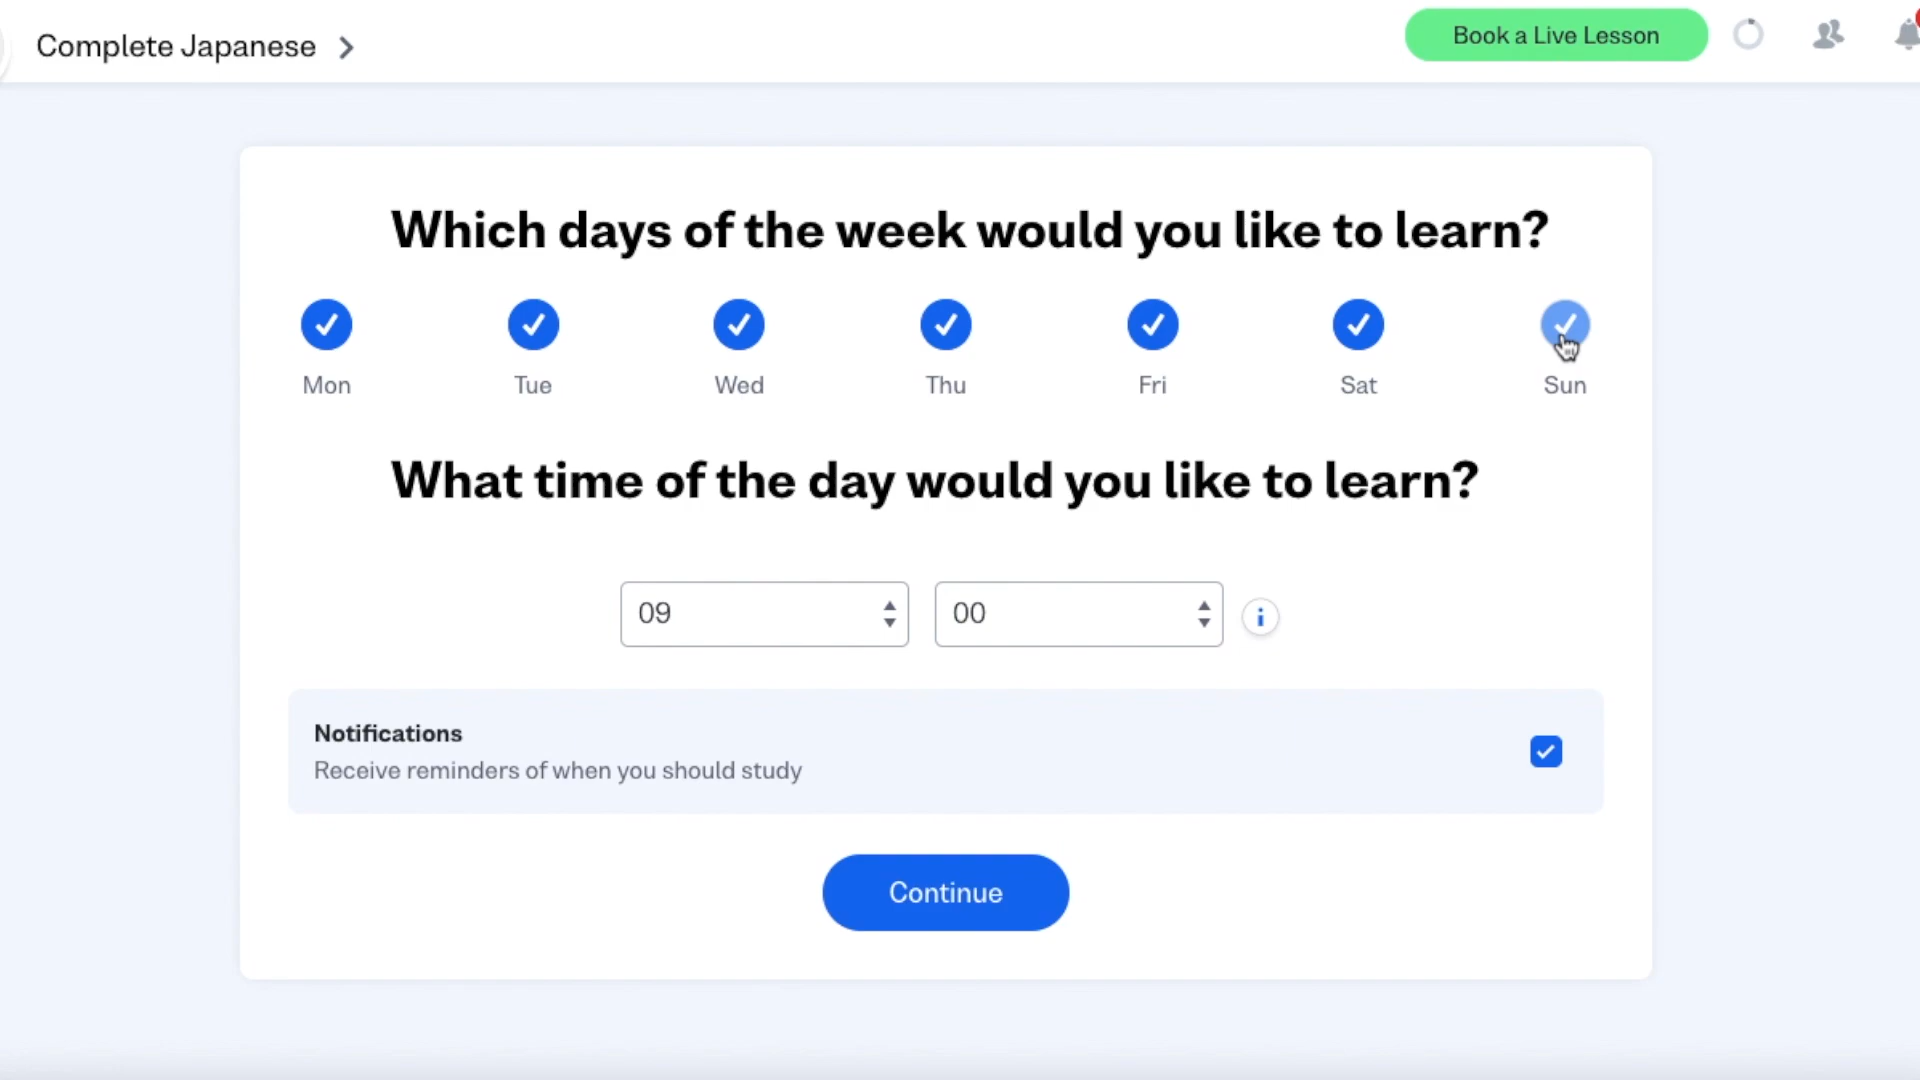 Complete Japanese
Book a Live Lesson
Which days of the week would you like to learn?
Mon Tue Wed Thu Fri Sat Sun
What time of the day would you like to learn?
09 00
Notifications
Receive reminders of when you should study
Continue